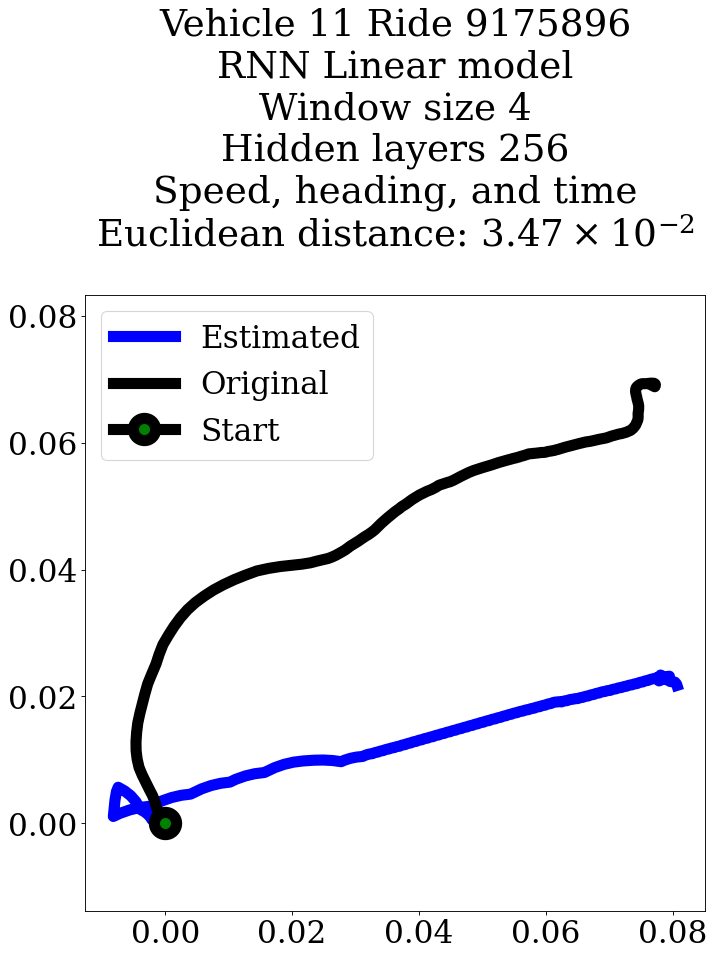 Vehicle 11 Ride 9175896
RNN Linear model
Window size 4
Hidden layers 256
Speed, heading, and time
Euclidean distance: 3.47 × 10⁻²
0.08
0.06
0.04
0.02
0.00
Estimated
Original
Start
0.00 0.02 0.04 0.06 0.08